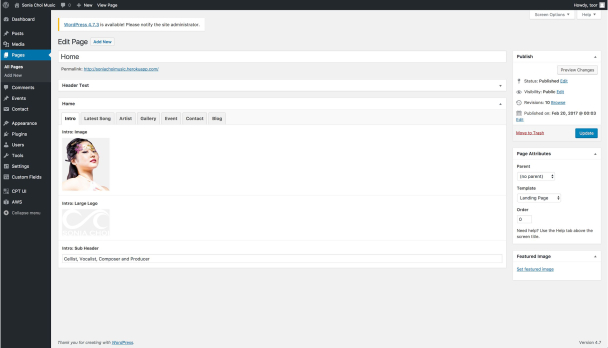 Sonia Choi Music
0
+ New
View Page
Howdy, toor
Screen Options
Help
Dashboard
Posts
Media
Pages
All Pages
Add New
Comments
Events
Contact
Appearance
Plugins
Users
Tools
Settings
Custom Fields
CPT UI
AWS
Collapse menu
WordPress 4.7.3 is available! Please notify the site administrator.
Edit Page
Add New
Home
Permalink: http://soniachoimusic.herokuapp.com/
Header Text
Home
Intro
Latest Song
Artist
Gallery
Event
Contact
Blog
Intro: Image
Intro: Large Logo
Intro: Sub Header
Cellist, Vocalist, Composer and Producer
Publish
Preview Changes
Status: Published Edit
Visibility: Public Edit
Revisions: 10 Browse
Published on: Feb 20, 2017 @ 00:03
Edit
Move to Trash
Update
Page Attributes
Parent
(no parent)
Template
Landing Page
Order
0
Need help? Use the Help tab above the
screen title.
Featured Image
Set featured image
Thank you for creating with WordPress.
Version 4.7